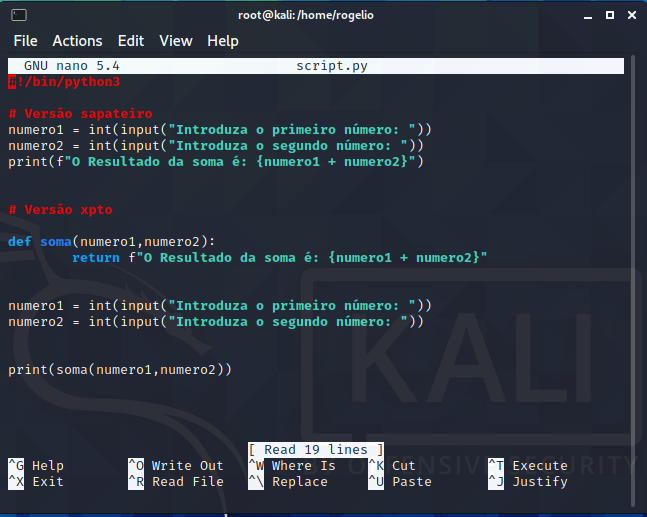 root@kali: /home/rogelio
File Actions Edit View Help
GNU nano 5.4 script.py
#!/bin/python3
# Versão sapateiro
numero1 = int(input("Introduza o primeiro número: "))
numero2 = int(input("Introduza o segundo número: "))
print(f"O Resultado da soma é: {numero1 + numero2}")
# Versão xpto
def soma(numero1,numero2):
        return f"O Resultado da soma é: {numero1 + numero2}"
numero1 = int(input("Introduza o primeiro número: "))
numero2 = int(input("Introduza o segundo número: "))
print(soma(numero1,numero2))
KALI
[ Read 19 lines ]
^G Help ^O Write Out ^W Where Is ^K Cut ^T Execute
^X Exit ^R Read File ^\ Replace ^U Paste ^J Justify
OFFENSIVE SECURITY